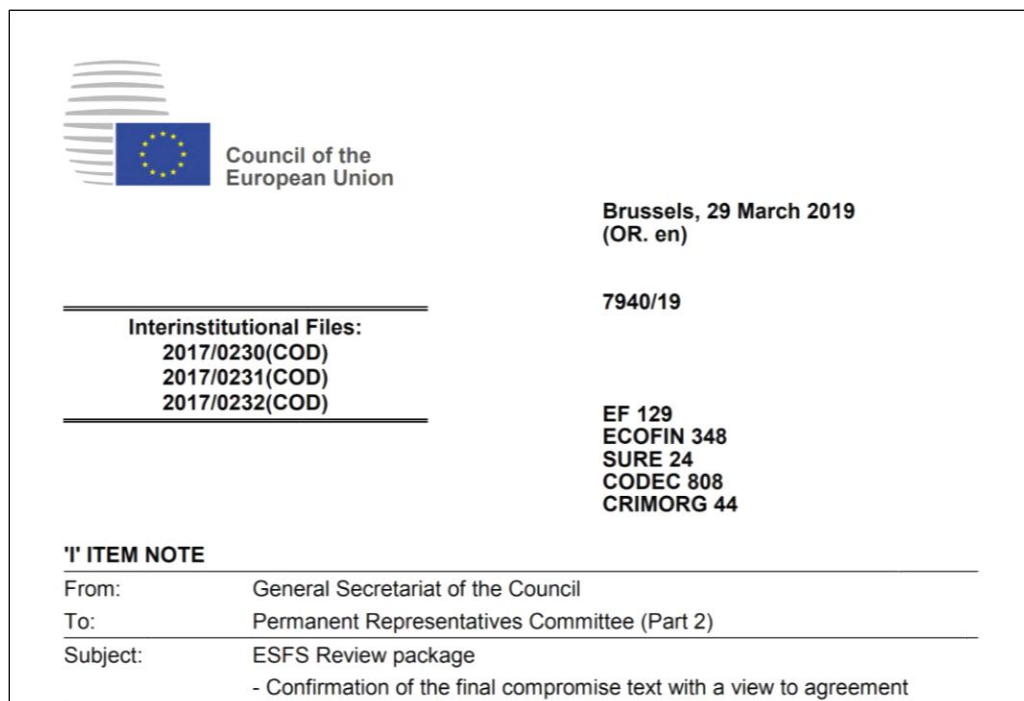 Council of the
European Union
Brussels, 29 March 2019
(OR. en)
7940/19
Interinstitutional Files:
2017/0230(COD)
2017/0231(COD)
2017/0232(COD)
EF 129
ECOFIN 348
SURE 24
CODEC 808
CRIMORG 44
'I' ITEM NOTE
From: General Secretariat of the Council
To: Permanent Representatives Committee (Part 2)
Subject: ESFS Review package
- Confirmation of the final compromise text with a view to agreement